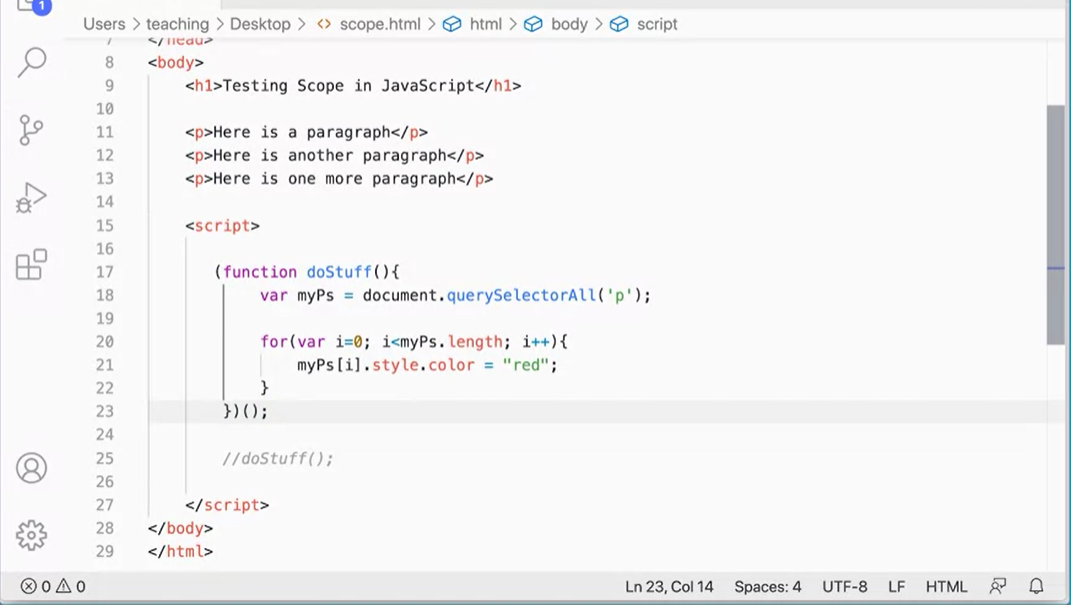 1
Users > teaching > Desktop > <> scope.html > html > body > script
7 </head>
8 <body>
9 <h1>Testing Scope in JavaScript</h1>
10
11 <p>Here is a paragraph</p>
12 <p>Here is another paragraph</p>
13 <p>Here is one more paragraph</p>
14
15 <script>
16
17 (function doStuff(){
18 var myPs = document.querySelectorAll('p');
19
20 for(var i=0; i<myPs.length; i++){
21 myPs[i].style.color = "red";
22 }
23 })();
24
25 //doStuff();
26
27 </script>
28 </body>
29 </html>
0 0 Ln 23, Col 14 Spaces: 4 UTF-8 LF HTML